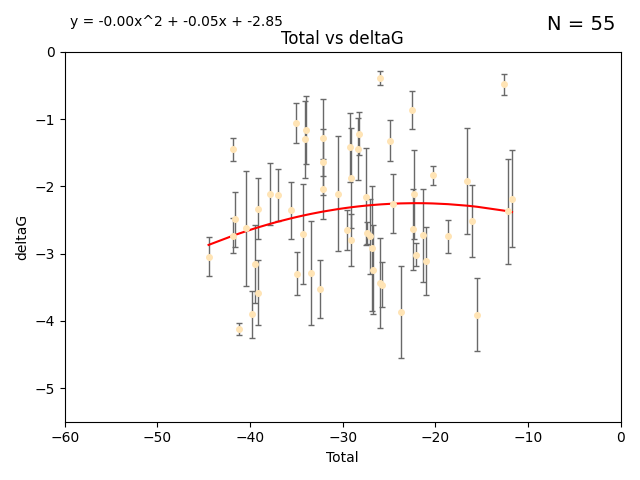 y = -0.00x^2 + -0.05x + -2.85
N = 55
Total vs deltaG
0
−1
−2
−3
−4
−5
deltaG
−60 −50 −40 −30 −20 −10 0
Total